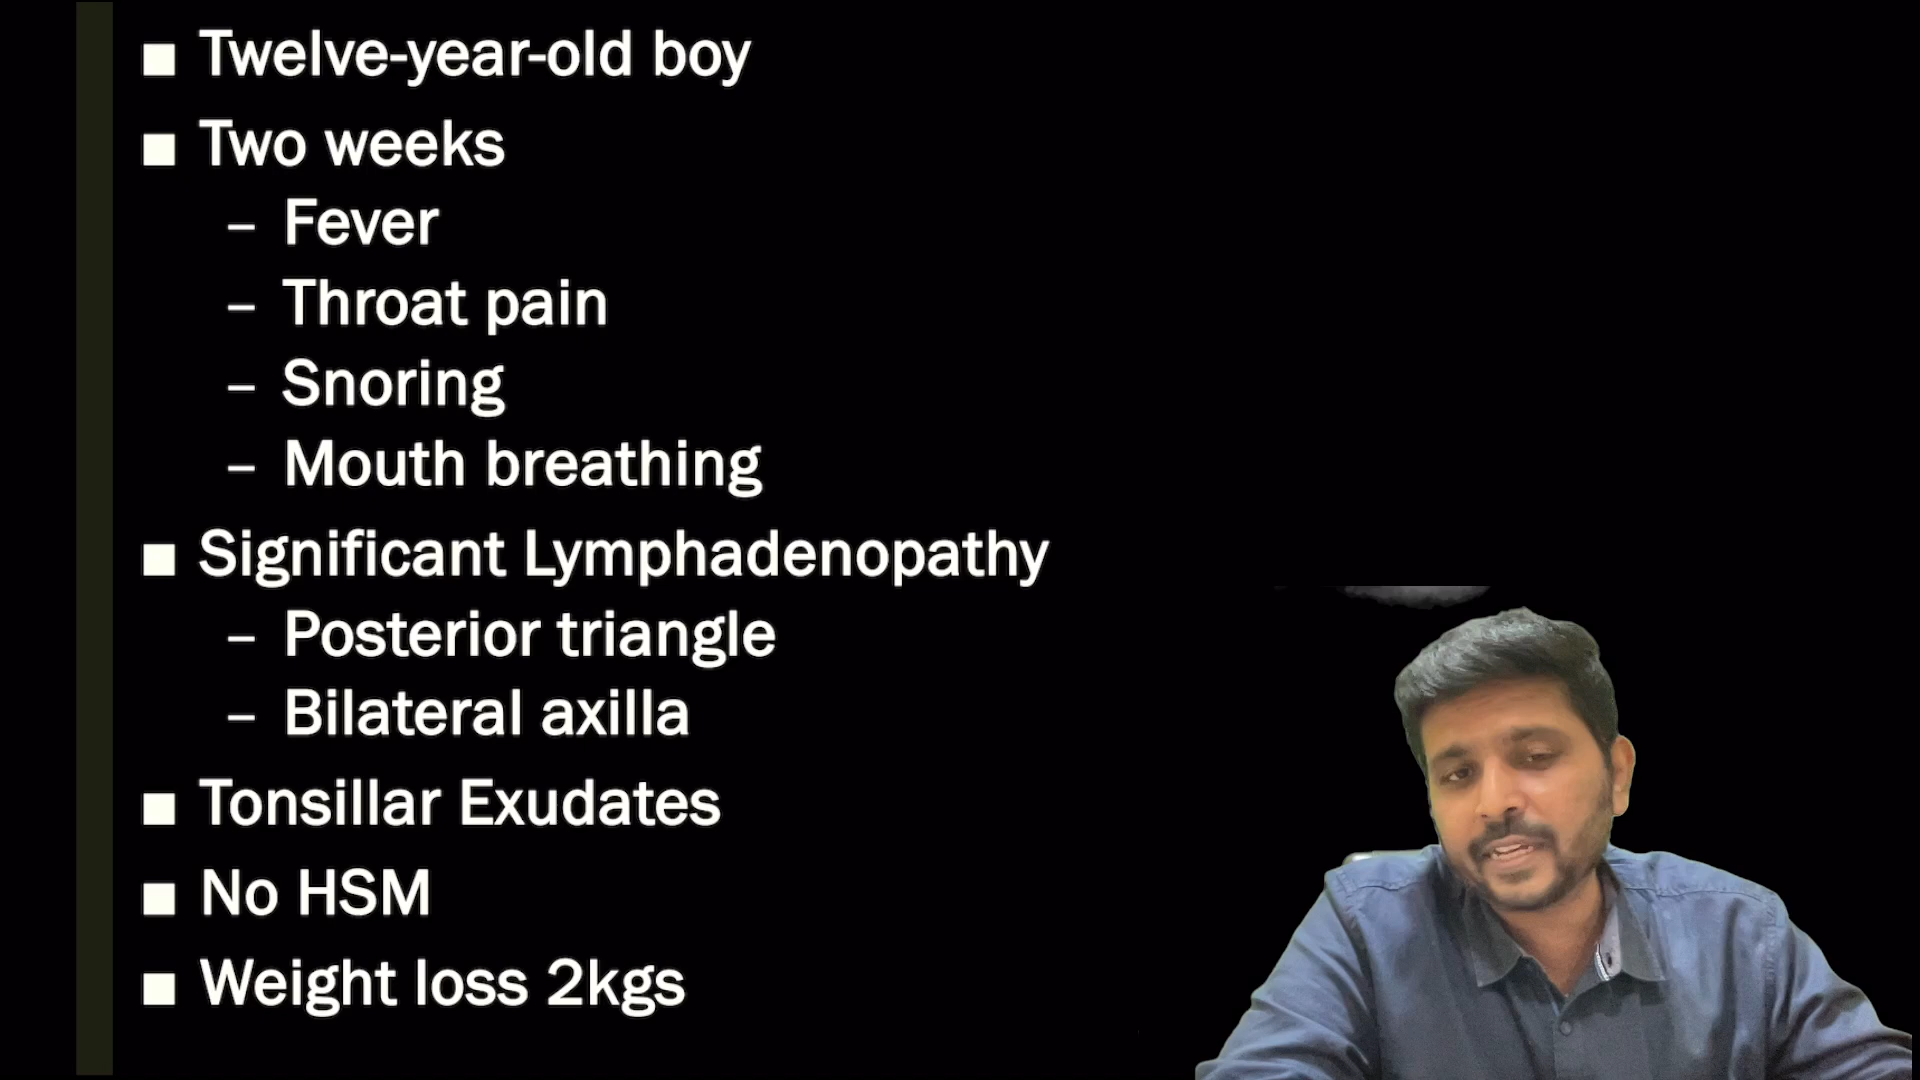 ■ Twelve-year-old boy
■ Two weeks
– Fever
– Throat pain
– Snoring
– Mouth breathing
■ Significant Lymphadenopathy
– Posterior triangle
– Bilateral axilla
■ Tonsillar Exudates
■ No HSM
■ Weight loss 2kgs